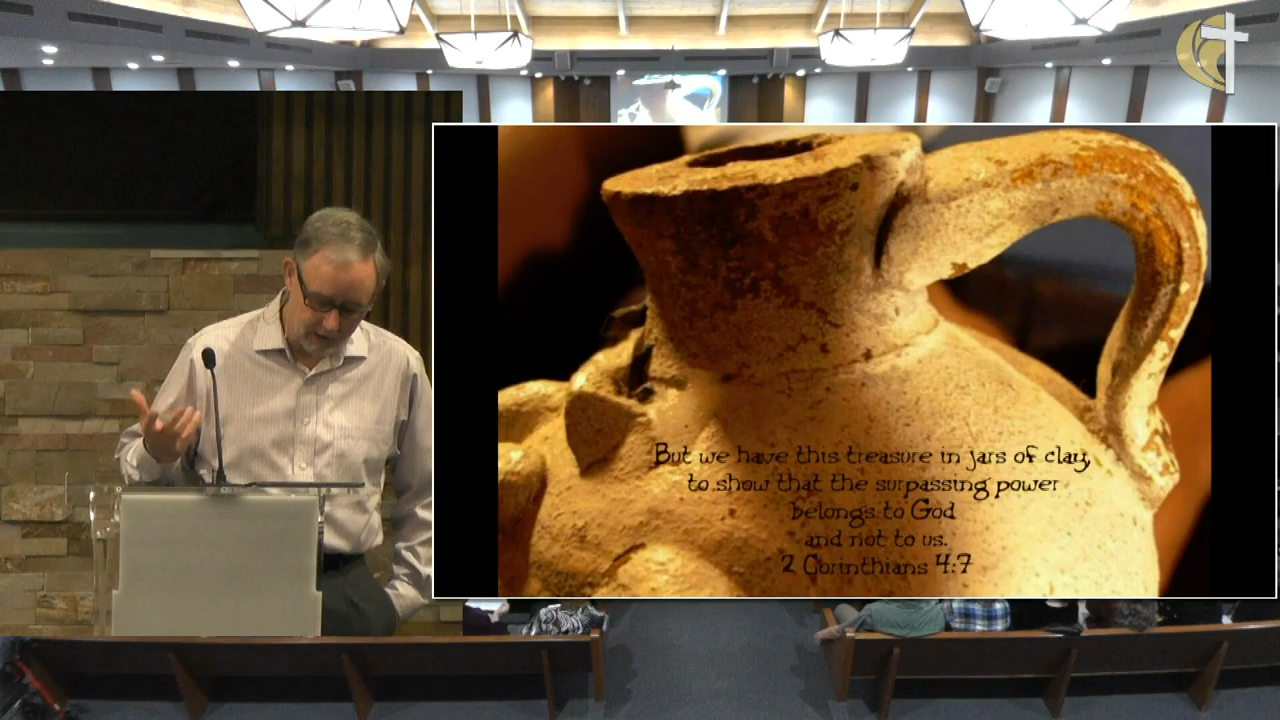 But we have this treasure in jars of clay,
to show that the surpassing power
belongs to God
and not to us.
2 Corinthians 4:7